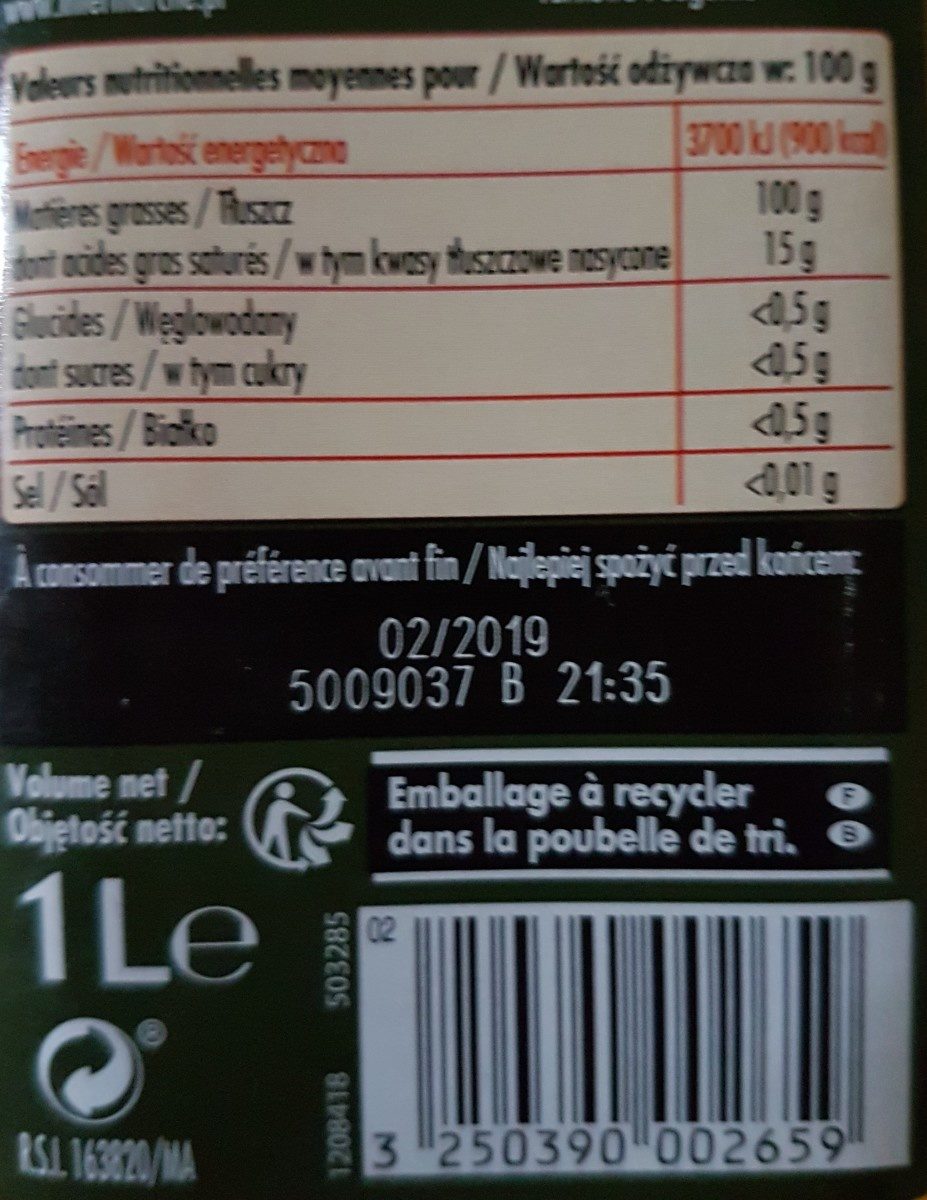 Valeurs nutritionnelles moyennes pour / Wartość odżywcza w: 100 g
Energie / Wartość energetyczna 3700 kJ (900 kcal)
Matières grasses / Tłuszcz 100 g
dont acides gras saturés / w tym kwasy tłuszczowe nasycone 15 g
Glucides / Węglowodany <0,5 g
dont sucres / w tym cukry <0,5 g
Protéines / Białko <0,5 g
Sel / Sól <0,01 g
À consommer de préférence avant fin / Najlepiej spożyć przed końcem:
02/2019
5009037 B 21:35
Volume net /
Objętość netto:
1 L e
Emballage à recycler F
dans la poubelle de tri. B
®
R.S.I. 163820/MA
1208418 503285
02
3 250390 002659